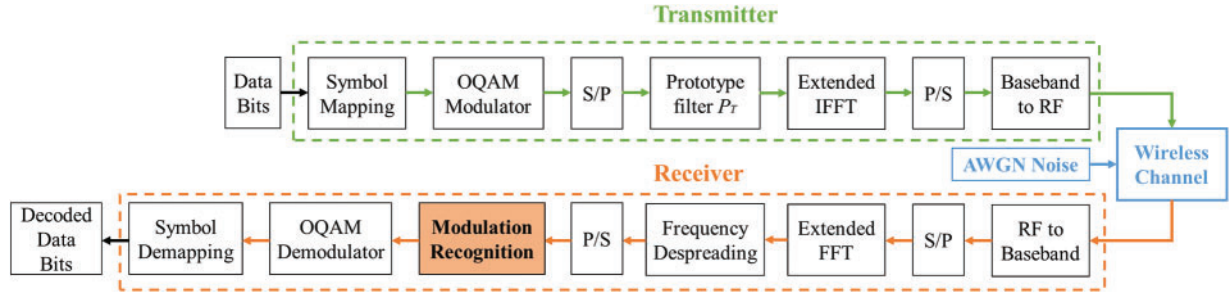 Transmitter
Data
Bits
Symbol
Mapping
OQAM
Modulator
S/P
Prototype
filter P_T
Extended
IFFT
P/S
Baseband
to RF
AWGN Noise
Wireless
Channel
Receiver
Decoded
Data
Bits
Symbol
Demapping
OQAM
Demodulator
Modulation
Recognition
P/S
Frequency
Despreading
Extended
FFT
S/P
RF to
Baseband